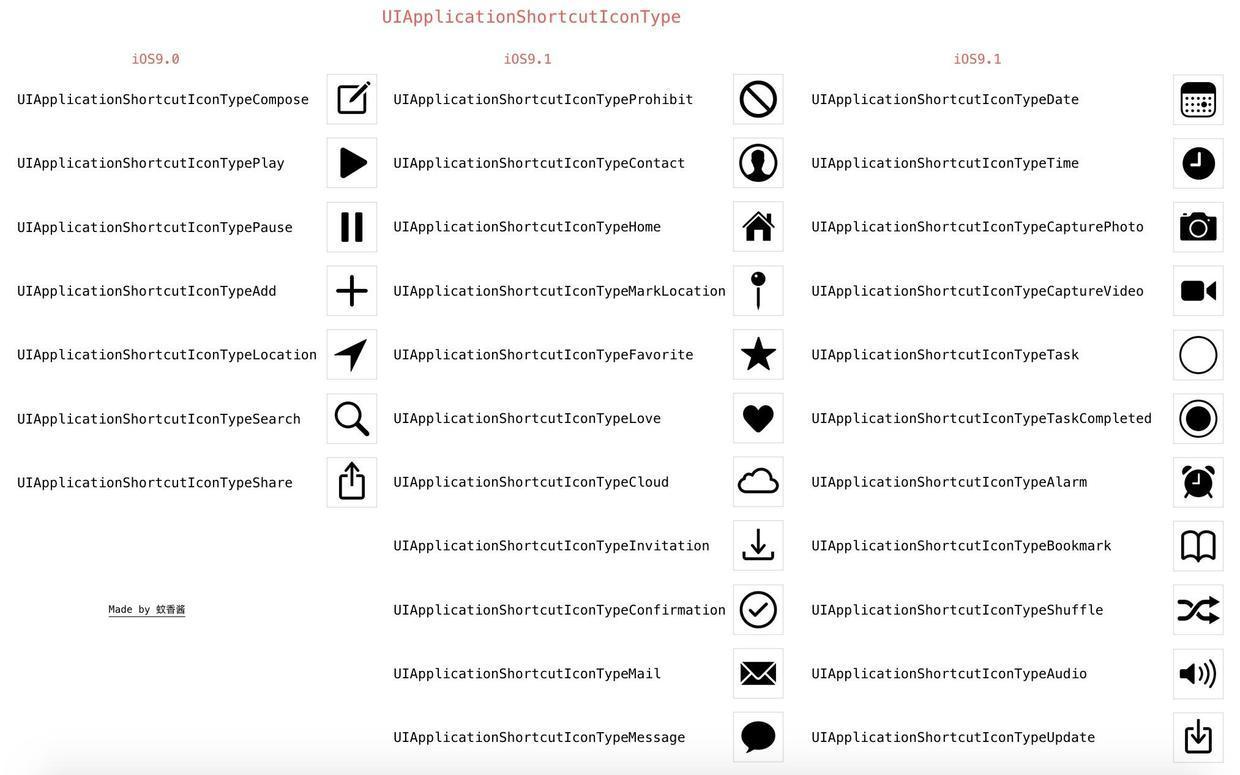 UIApplicationShortcutIconType
iOS9.0
UIApplicationShortcutIconTypeCompose
UIApplicationShortcutIconTypePlay
UIApplicationShortcutIconTypePause
UIApplicationShortcutIconTypeAdd
UIApplicationShortcutIconTypeLocation
UIApplicationShortcutIconTypeSearch
UIApplicationShortcutIconTypeShare
Made by 蚊香酱
iOS9.1
UIApplicationShortcutIconTypeProhibit
UIApplicationShortcutIconTypeContact
UIApplicationShortcutIconTypeHome
UIApplicationShortcutIconTypeMarkLocation
UIApplicationShortcutIconTypeFavorite
UIApplicationShortcutIconTypeLove
UIApplicationShortcutIconTypeCloud
UIApplicationShortcutIconTypeInvitation
UIApplicationShortcutIconTypeConfirmation
UIApplicationShortcutIconTypeMail
UIApplicationShortcutIconTypeMessage
iOS9.1
UIApplicationShortcutIconTypeDate
UIApplicationShortcutIconTypeTime
UIApplicationShortcutIconTypeCapturePhoto
UIApplicationShortcutIconTypeCaptureVideo
UIApplicationShortcutIconTypeTask
UIApplicationShortcutIconTypeTaskCompleted
UIApplicationShortcutIconTypeAlarm
UIApplicationShortcutIconTypeBookmark
UIApplicationShortcutIconTypeShuffle
UIApplicationShortcutIconTypeAudio
UIApplicationShortcutIconTypeUpdate